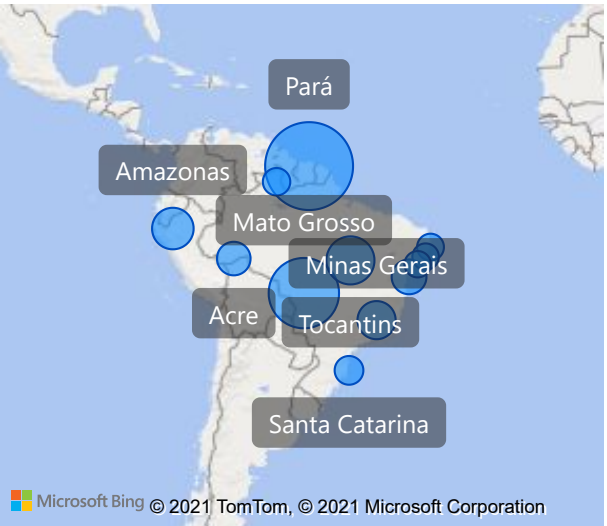 Pará
Amazonas
Mato Grosso
Minas Gerais
Acre
Tocantins
Santa Catarina
Microsoft Bing © 2021 TomTom, © 2021 Microsoft Corporation